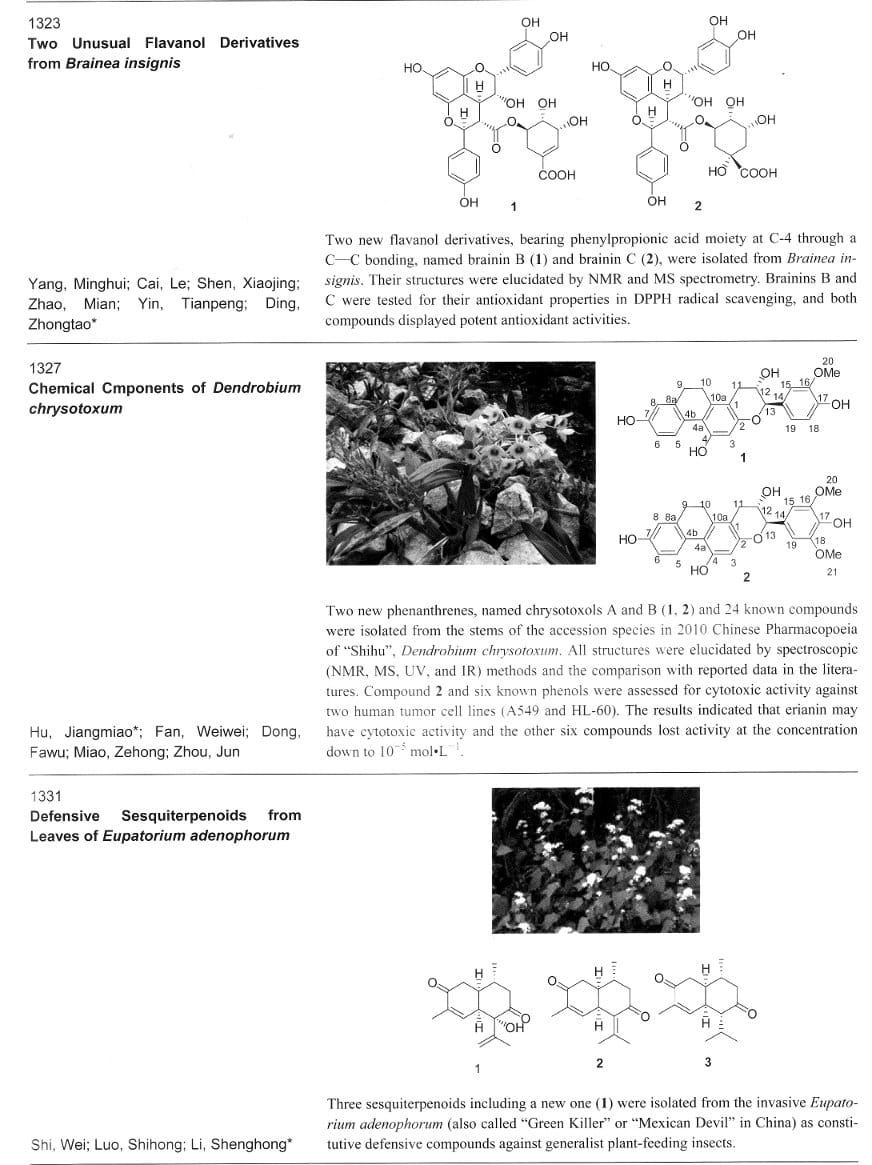 1323
Two Unusual Flavanol Derivatives
from Brainea insignis
OH
OH
HO
O
H
OH OH
H
O
O
OH
O
COOH
OH
1
OH
OH
HO
O
H
OH OH
H
O
O
OH
O
HO COOH
OH
2
Yang, Minghui; Cai, Le; Shen, Xiaojing;
Zhao, Mian; Yin, Tianpeng; Ding,
Zhongtao*
Two new flavanol derivatives, bearing phenylpropionic acid moiety at C-4 through a
C—C bonding, named brainin B (1) and brainin C (2), were isolated from Brainea in-
signis. Their structures were elucidated by NMR and MS spectrometry. Brainins B and
C were tested for their antioxidant properties in DPPH radical scavenging, and both
compounds displayed potent antioxidant activities.
1327
Chemical Cmponents of Dendrobium
chrysotoxum
20
OH OMe
9 10 11 15 16
8 8a 10a 12 14 17
HO 7 4b 1 13 OH
4a 2 O
6 5 4 3 19 18
HO
1
20
OH OMe
9 10 11 15 16
8 8a 10a 12 14 17 OH
HO 7 4b 1 O 13
4a 2 19 18
6 5 4 3 OMe
HO
2 21
Two new phenanthrenes, named chrysotoxols A and B (1, 2) and 24 known compounds
were isolated from the stems of the accession species in 2010 Chinese Pharmacopoeia
of “Shihu”, Dendrobium chrysotoxum. All structures were elucidated by spectroscopic
(NMR, MS, UV, and IR) methods and the comparison with reported data in the litera-
tures. Compound 2 and six known phenols were assessed for cytotoxic activity against
two human tumor cell lines (A549 and HL-60). The results indicated that erianin may
have cytotoxic activity and the other six compounds lost activity at the concentration
down to 10⁻⁵ mol•L⁻¹.
Hu, Jiangmiao*; Fan, Weiwei; Dong,
Fawu; Miao, Zehong; Zhou, Jun
1331
Defensive Sesquiterpenoids from
Leaves of Eupatorium adenophorum
H
O
O
H OH
1
H
O
O
H
2
H
O
O
H
3
Three sesquiterpenoids including a new one (1) were isolated from the invasive Eupato-
rium adenophorum (also called “Green Killer” or “Mexican Devil” in China) as consti-
tutive defensive compounds against generalist plant-feeding insects.
Shi, Wei; Luo, Shihong; Li, Shenghong*